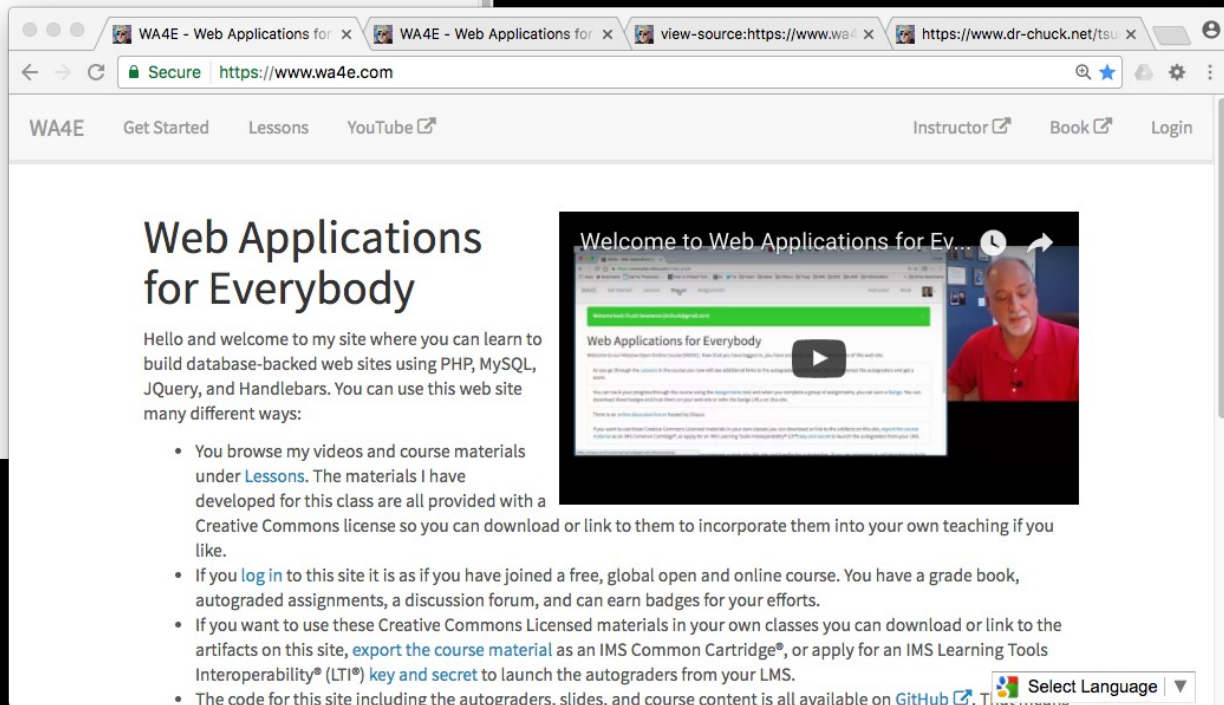 WA4E - Web Applications for
WA4E - Web Applications for
view-source:https://www.wa4
https://www.dr-chuck.net/tsu
Secure
https://www.wa4e.com
WA4E
Get Started
Lessons
YouTube
Instructor
Book
Login
Web Applications
for Everybody
Hello and welcome to my site where you can learn to
build database-backed web sites using PHP, MySQL,
JQuery, and Handlebars. You can use this web site
many different ways:
• You browse my videos and course materials
under Lessons. The materials I have
developed for this class are all provided with a
Creative Commons license so you can download or link to them to incorporate them into your own teaching if you
like.
• If you log in to this site it is as if you have joined a free, global open and online course. You have a grade book,
autograded assignments, a discussion forum, and can earn badges for your efforts.
• If you want to use these Creative Commons Licensed materials in your own classes you can download or link to the
artifacts on this site, export the course material as an IMS Common Cartridge®, or apply for an IMS Learning Tools
Interoperability® (LTI®) key and secret to launch the autograders from your LMS.
• The code for this site including the autograders, slides, and course content is all available on GitHub
Welcome to Web Applications for Ev...
Web Applications for Everybody
Select Language